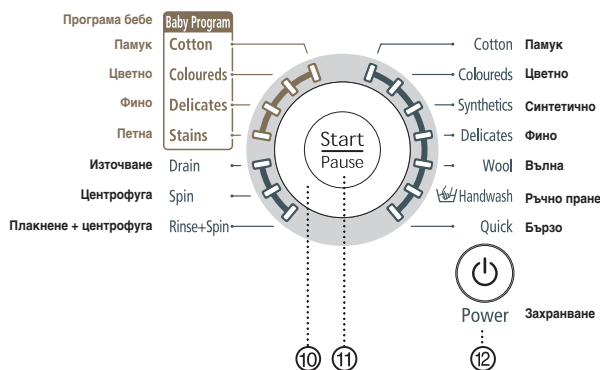 Програма бебе Baby Program
Памук Cotton
Цветно Coloureds
Фино Delicates
Петна Stains
Източване Drain
Центрофуга Spin
Плакнене + центрофуга Rinse+Spin
Start
Pause
Cotton Памук
Coloureds Цветно
Synthetics Синтетично
Delicates Фино
Wool Вълна
Handwash Ръчно пране
Quick Бързо
Power Захранване
⑩ ⑪ ⑫